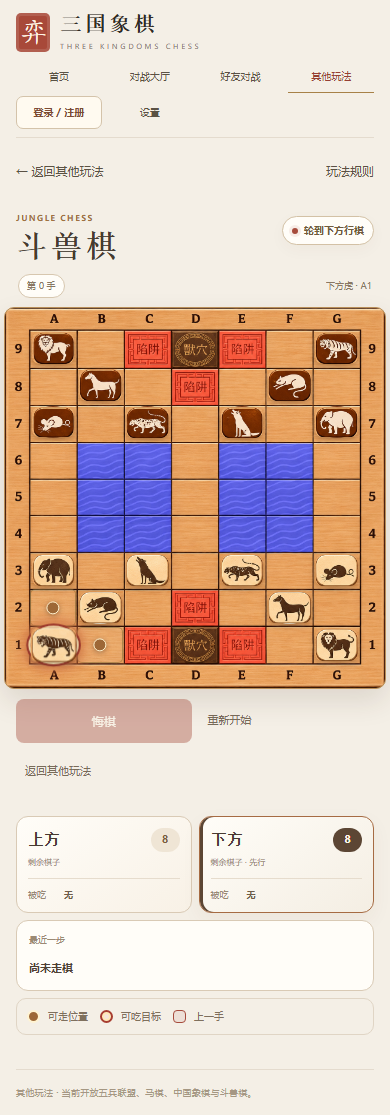 弈 三国象棋
THREE KINGDOMS CHESS
首页 对战大厅 好友对战 其他玩法
登录 / 注册 设置
← 返回其他玩法 玩法规则
JUNGLE CHESS
斗兽棋 轮到下方行棋
第 0 手 下方虎 · A1
A B C D E F G
9 陷阱 獸穴 陷阱 9
8 陷阱 8
7 7
6 6
5 5
4 4
3 3
2 陷阱 2
1 陷阱 獸穴 陷阱 1
A B C D E F G
悔棋 重新开始
返回其他玩法
上方 8 下方 8
剩余棋子 剩余棋子 · 先行
被吃 无 被吃 无
最近一步
尚未走棋
可走位置 可吃目标 上一手
其他玩法 · 当前开放五兵联盟、马棋、中国象棋与斗兽棋。